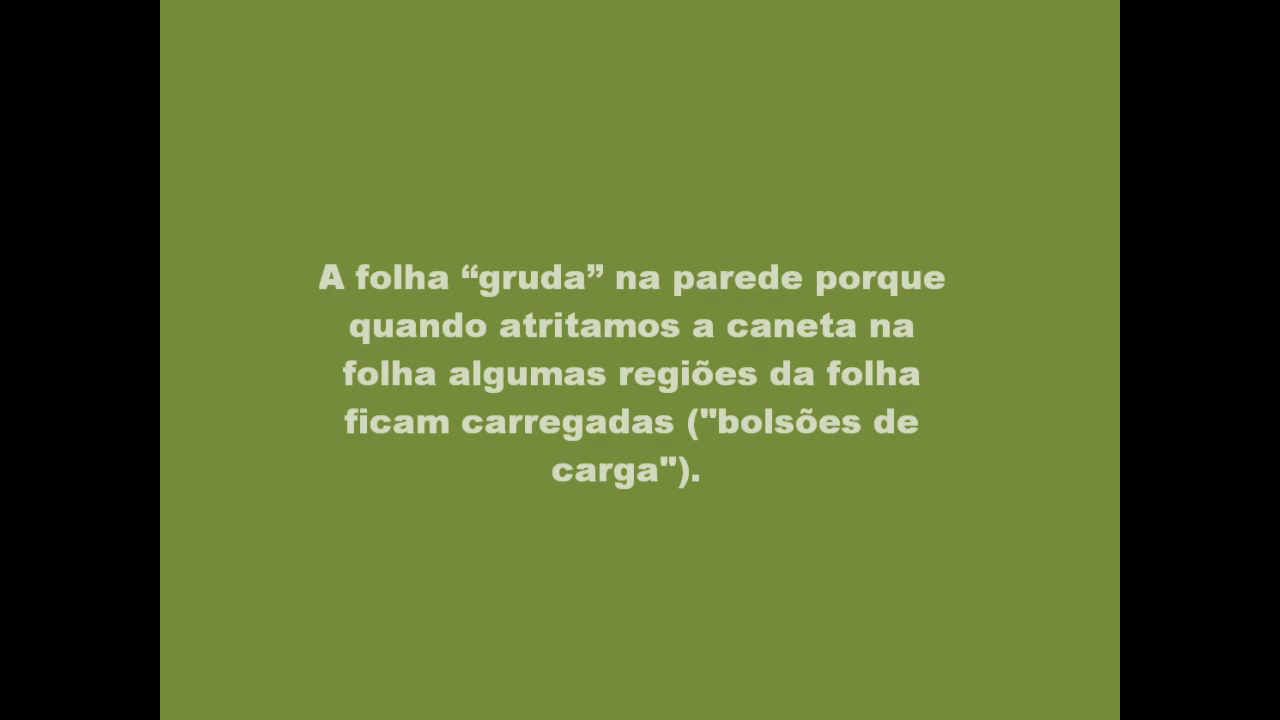 A folha “gruda” na parede porque
quando atritamos a caneta na
folha algumas regiões da folha
ficam carregadas ("bolsões de
carga").